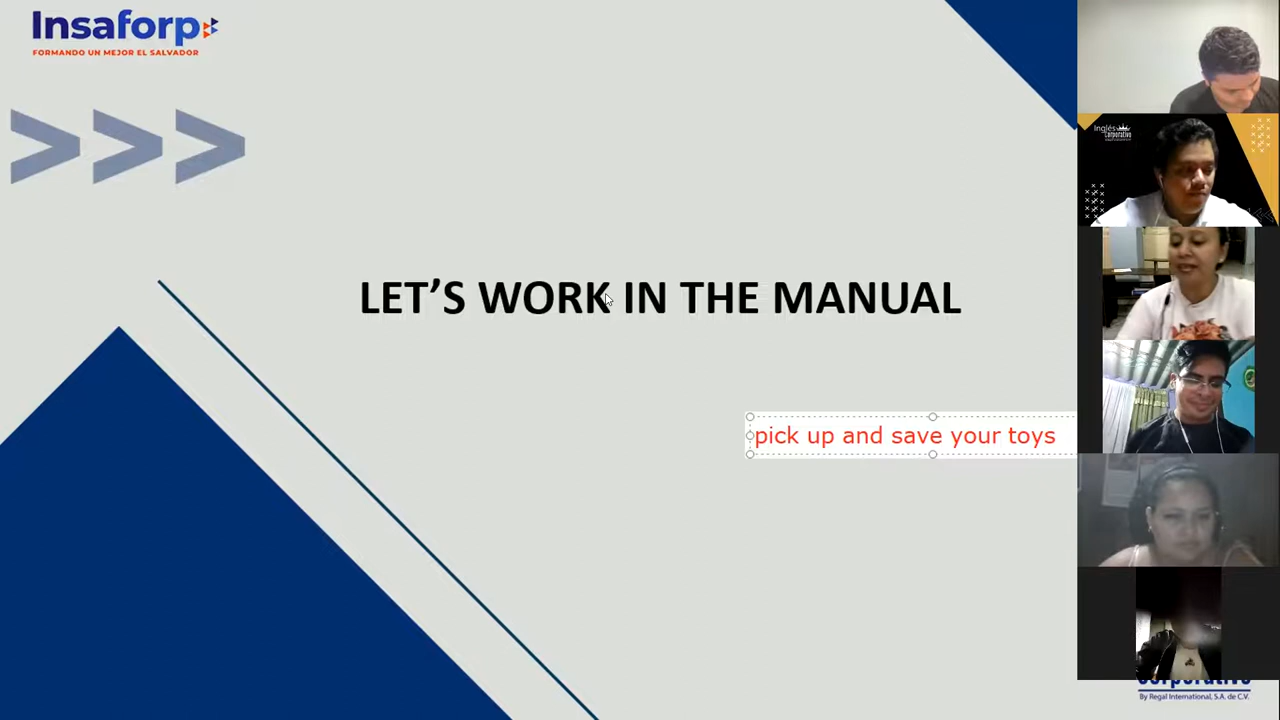 Insaforp
FORMANDO UN MEJOR EL SALVADOR
>>>
Inglés
Corporativo
LET'S WORK IN THE MANUAL
pick up and save your toys
By Regal International, S.A. de C.V.